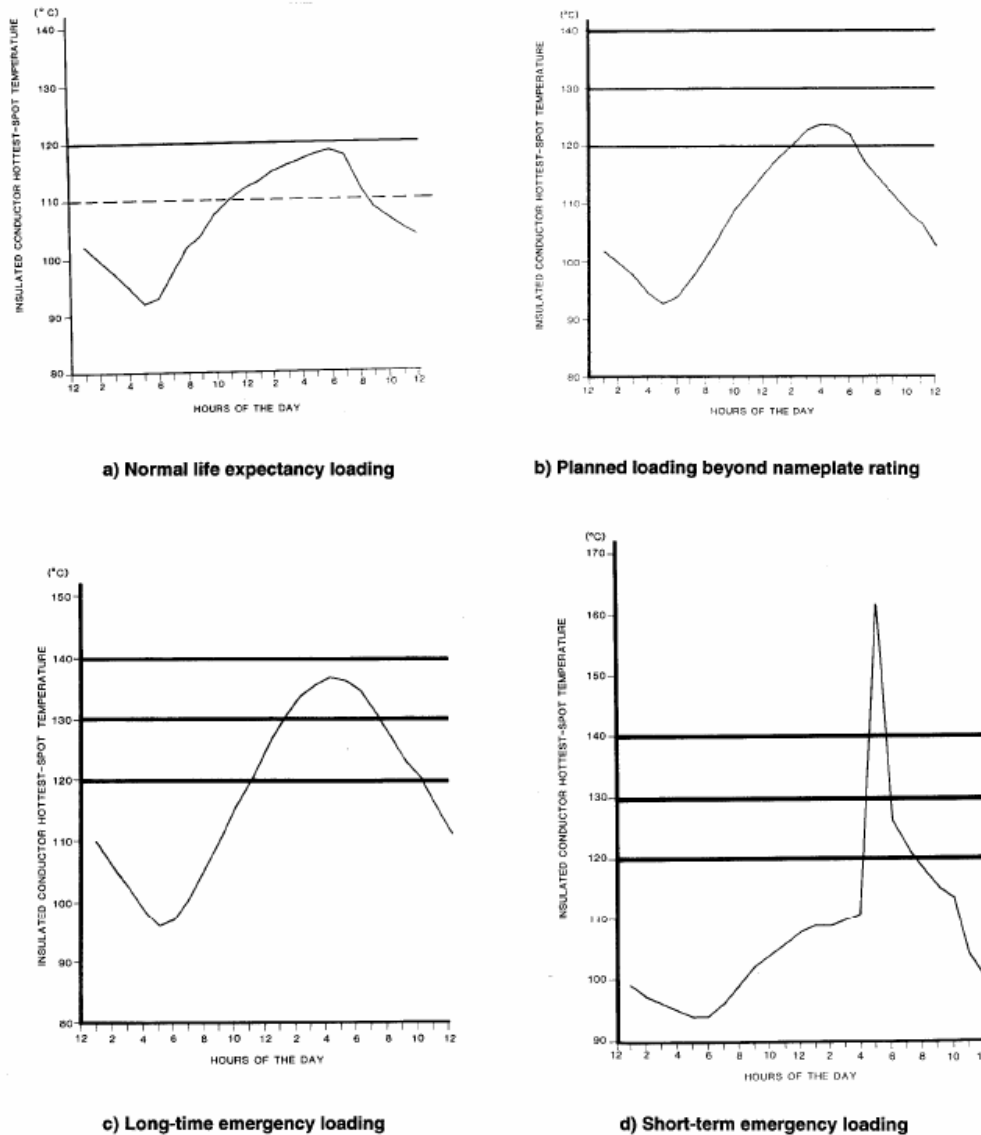 (°C)
INSULATED CONDUCTOR HOTTEST-SPOT TEMPERATURE
140
130
120
110
100
90
80
12 2 4 6 8 10 12 2 4 6 8 10 12
HOURS OF THE DAY
a) Normal life expectancy loading
(°C)
INSULATED CONDUCTOR HOTTEST-SPOT TEMPERATURE
140
130
120
110
100
90
80
12 2 4 6 8 10 12 2 4 6 8 10 12
HOURS OF THE DAY
b) Planned loading beyond nameplate rating
(°C)
INSULATED CONDUCTOR HOTTEST-SPOT TEMPERATURE
150
140
130
120
110
100
90
80
12 2 4 6 8 10 12 2 4 6 8 10 12
HOURS OF THE DAY
c) Long-time emergency loading
(°C)
INSULATED CONDUCTOR HOTTEST-SPOT TEMPERATURE
170
160
150
140
130
120
110
100
90
12 2 4 6 8 10 12 2 4 6 8 10
HOURS OF THE DAY
d) Short-term emergency loading